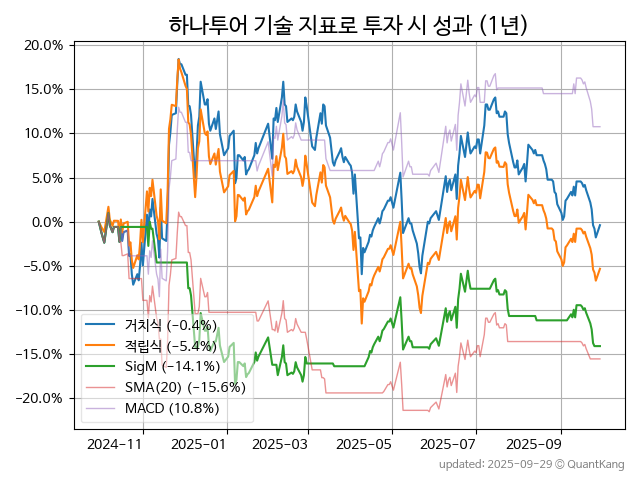 하나투어 기술 지표로 투자 시 성과 (1년)
20.0%
15.0%
10.0%
5.0%
0.0%
−5.0%
−10.0%
−15.0%
−20.0%
거치식 (−0.4%)
적립식 (−5.4%)
SigM (−14.1%)
SMA(20) (−15.6%)
MACD (10.8%)
2024-11 2025-01 2025-03 2025-05 2025-07 2025-09
updated: 2025-09-29 © QuantKang